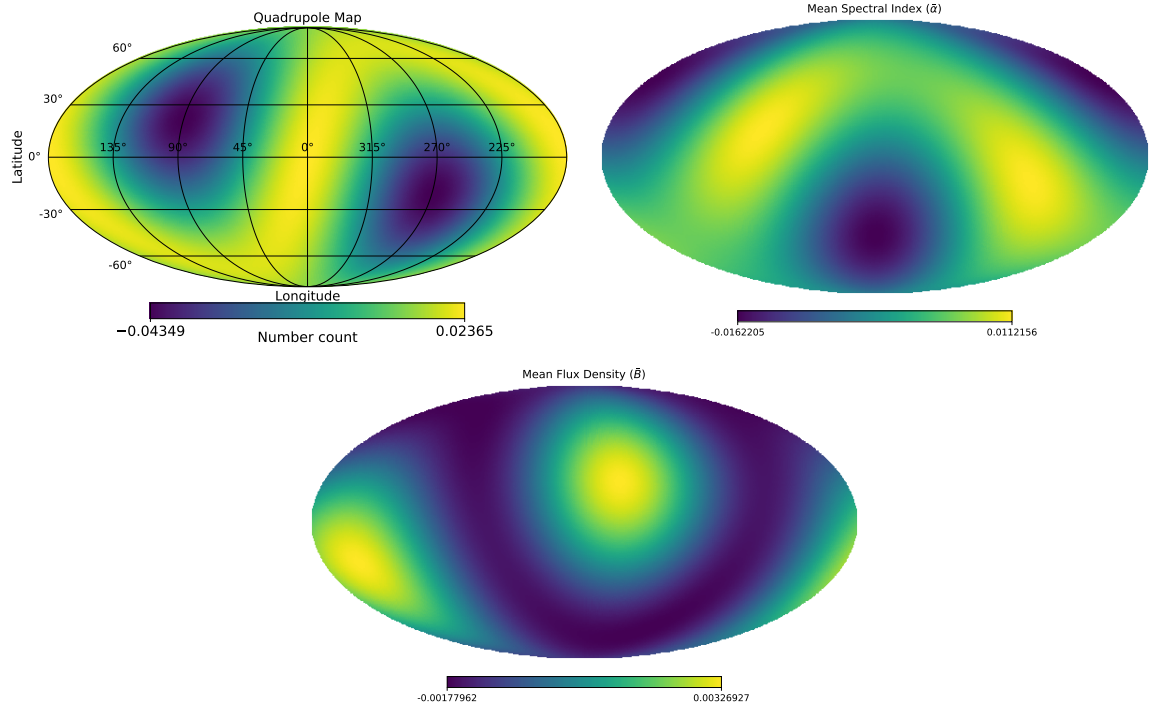 Quadrupole Map
60°
30°
0°
-30°
-60°
Latitude
135° 90° 45° 0° 315° 270° 225°
Longitude
−0.04349 0.02365
Number count
Mean Spectral Index (ᾱ)
-0.0162205 0.0112156
Mean Flux Density (B̄)
-0.00177962 0.00326927